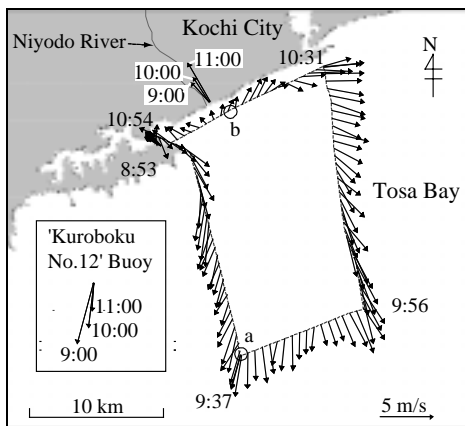 Kochi City
Niyodo River
11:00
10:31
10:00
9:00
N
10:54
b
8:53
Tosa Bay
'Kuroboku
No.12' Buoy
11:00
10:00
9:00
9:56
a
9:37
10 km
5 m/s